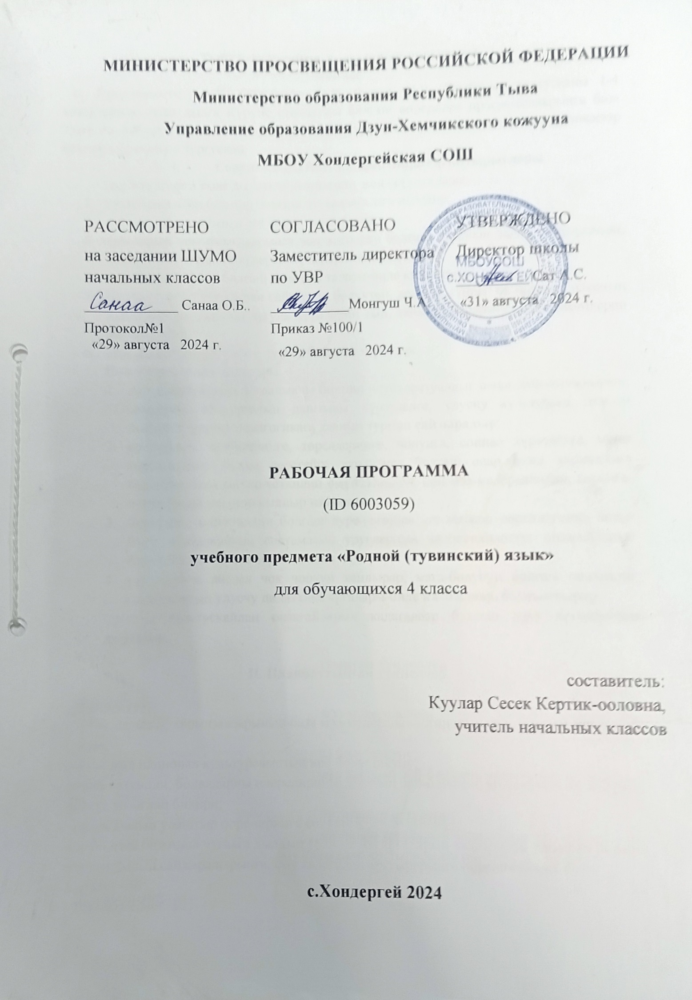 МИНИСТЕРСТВО ПРОСВЕЩЕНИЯ РОССИЙСКОЙ ФЕДЕРАЦИИ
Министерство образования Республики Тыва
Управление образования Дзун-Хемчикского кожууна
МБОУ Хондергейская СОШ
РАССМОТРЕНО
на заседании ШУМО
начальных классов
Санаа Санаа О.Б..
Протокол№1
«29» августа 2024 г.
СОГЛАСОВАНО
Заместитель директора
по УВР
Монгуш Ч.А
Приказ №100/1
«29» августа 2024 г.
УТВЕРЖДЕНО
Директор школы
МБОУСОШ
Сат А.С.
«31» августа 2024 г.
РАБОЧАЯ ПРОГРАММА
(ID 6003059)
учебного предмета «Родной (тувинский) язык»
для обучающихся 4 класса
составитель:
Куулар Сесек Кертик-ооловна,
учитель начальных классов
с.Хондергей 2024